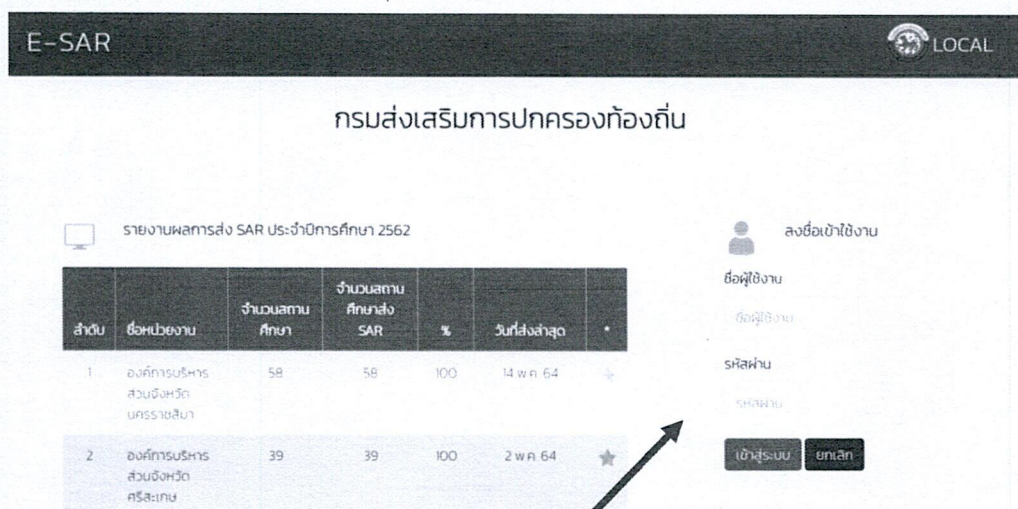 E-SAR
LOCAL
กรมส่งเสริมการปกครองท้องถิ่น
รายงานผลการส่ง SAR ประจำปีการศึกษา 2562
ลำดับ ชื่อหน่วยงาน จำนวนสถานศึกษา จำนวนสถานศึกษาส่ง SAR % วันที่ส่งล่าสุด *
1 องค์การบริหาร 58 58 100 14 พ.ค. 64
ส่วนจังหวัด
นครราชสีมา
2 องค์การบริหาร 39 39 100 2 พ.ค. 64
ส่วนจังหวัด
ศรีสะเกษ
ลงชื่อเข้าใช้งาน
ชื่อผู้ใช้งาน
ชื่อผู้ใช้งาน
รหัสผ่าน
รหัสผ่าน
เข้าสู่ระบบ ยกเลิก